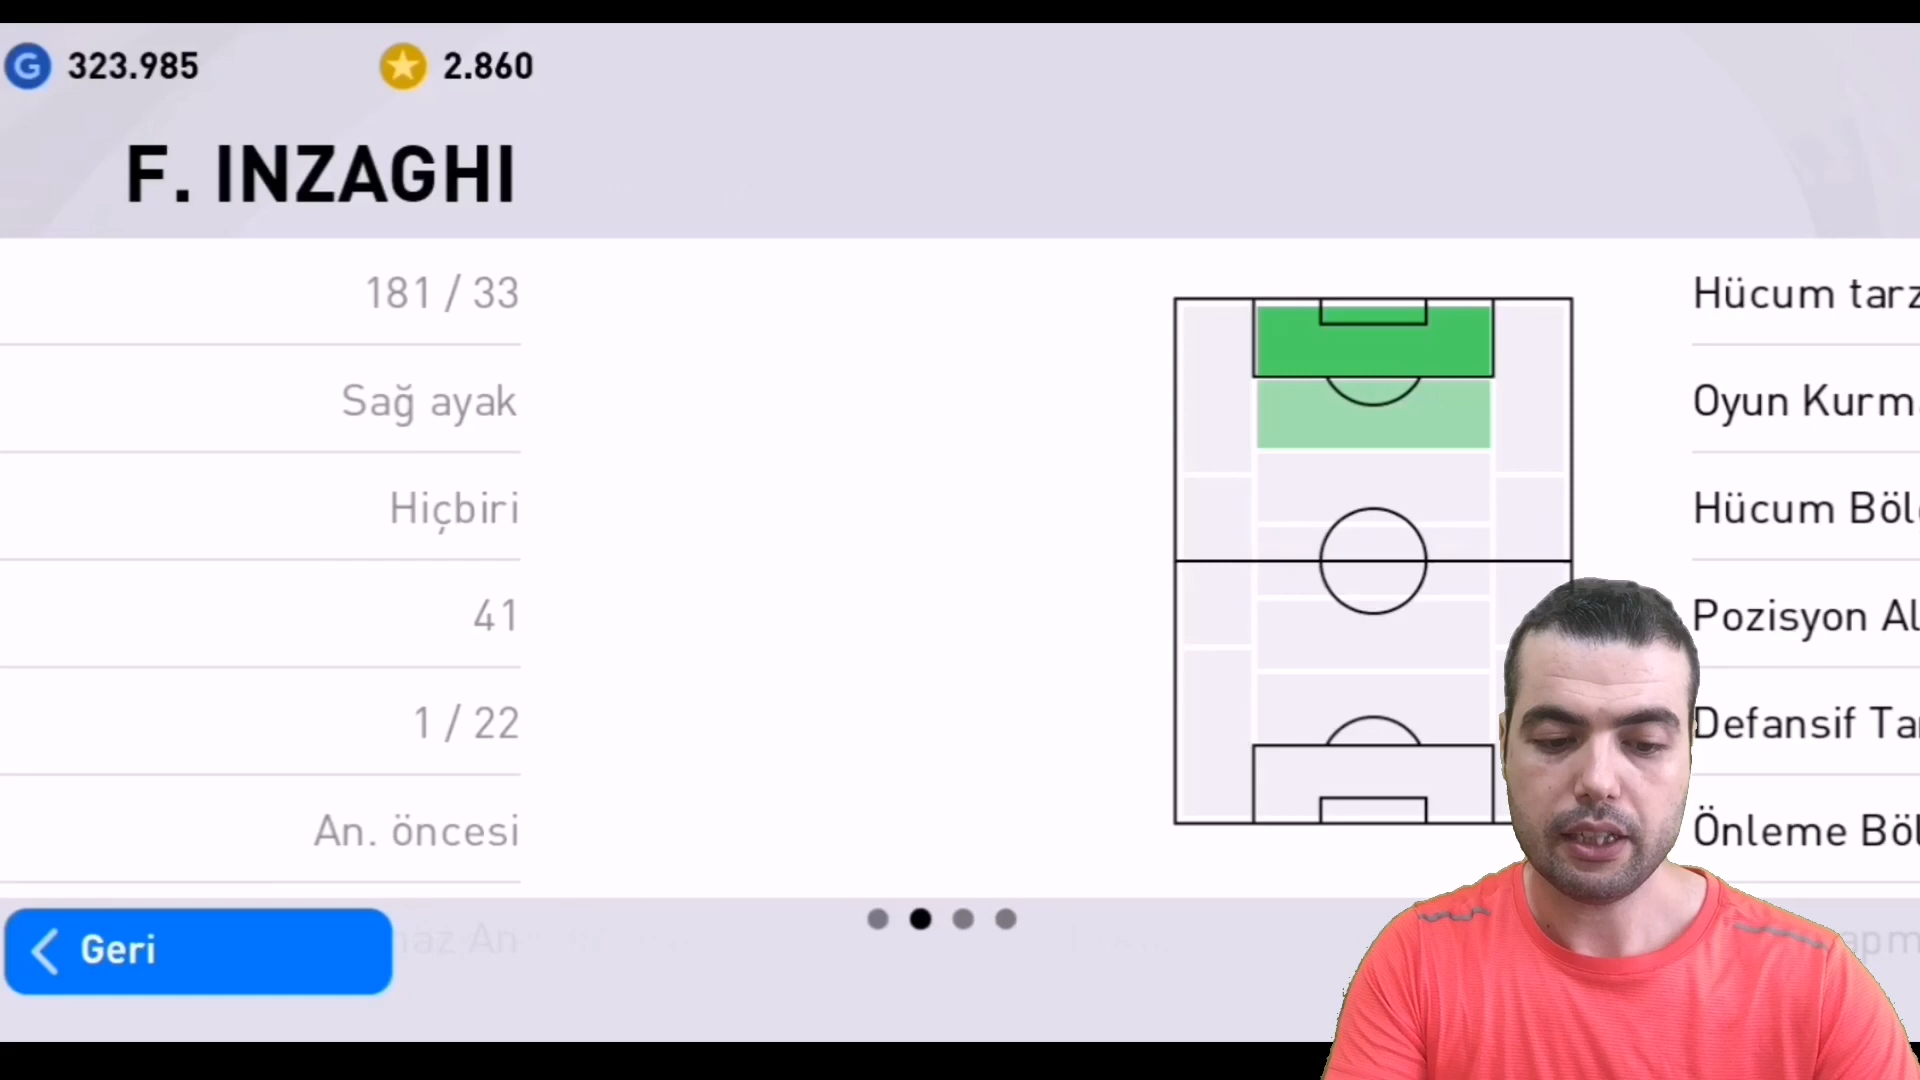 G 323.985 2.860
F. INZAGHI
181 / 33
Sağ ayak
Hiçbiri
41
1 / 22
An. öncesi
Hücum tarz
Oyun Kurm
Hücum Böl
Pozisyon Al
Defansif Ta
Önleme Böl
Geri